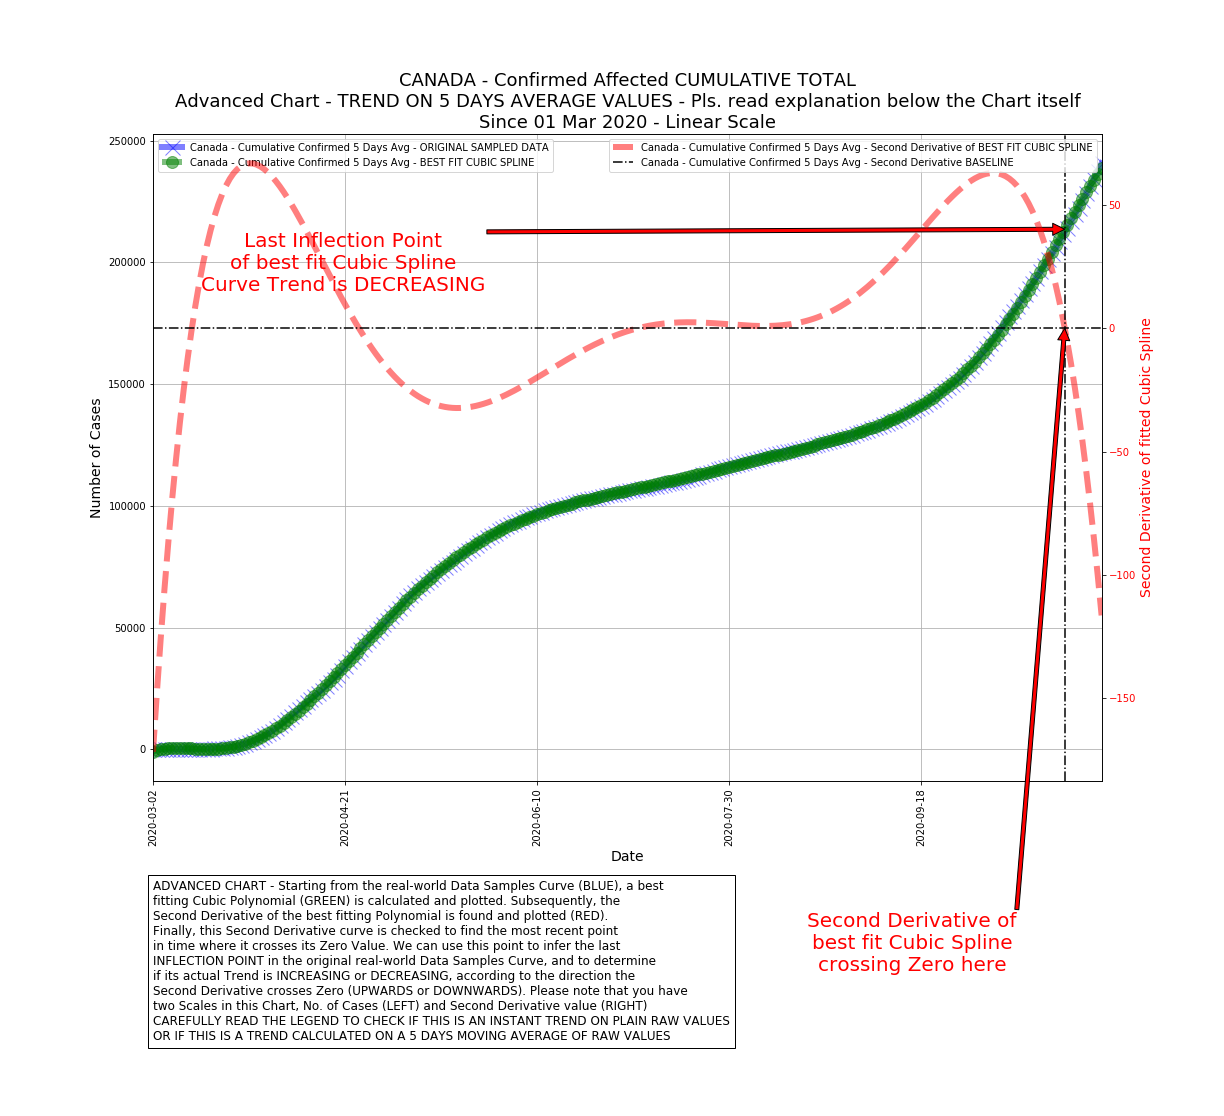 CANADA - Confirmed Affected CUMULATIVE TOTAL
Advanced Chart - TREND ON 5 DAYS AVERAGE VALUES - Pls. read explanation below the Chart itself
Since 01 Mar 2020 - Linear Scale
Canada - Cumulative Confirmed 5 Days Avg - ORIGINAL SAMPLED DATA
Canada - Cumulative Confirmed 5 Days Avg - BEST FIT CUBIC SPLINE
Canada - Cumulative Confirmed 5 Days Avg - Second Derivative of BEST FIT CUBIC SPLINE
Canada - Cumulative Confirmed 5 Days Avg - Second Derivative BASELINE
Last Inflection Point
of best fit Cubic Spline
Curve Trend is DECREASING
Number of Cases
250000
200000
150000
100000
50000
0
50
0
−50
−100
−150
Second Derivative of fitted Cubic Spline
2020-03-02
2020-04-21
2020-06-10
2020-07-30
2020-09-18
Date
ADVANCED CHART - Starting from the real-world Data Samples Curve (BLUE), a best
fitting Cubic Polynomial (GREEN) is calculated and plotted. Subsequently, the
Second Derivative of the best fitting Polynomial is found and plotted (RED).
Finally, this Second Derivative curve is checked to find the most recent point
in time where it crosses its Zero Value. We can use this point to infer the last
INFLECTION POINT in the original real-world Data Samples Curve, and to determine
if its actual Trend is INCREASING or DECREASING, according to the direction the
Second Derivative crosses Zero (UPWARDS or DOWNWARDS). Please note that you have
two Scales in this Chart, No. of Cases (LEFT) and Second Derivative value (RIGHT)
CAREFULLY READ THE LEGEND TO CHECK IF THIS IS AN INSTANT TREND ON PLAIN RAW VALUES
OR IF THIS IS A TREND CALCULATED ON A 5 DAYS MOVING AVERAGE OF RAW VALUES
Second Derivative of
best fit Cubic Spline
crossing Zero here